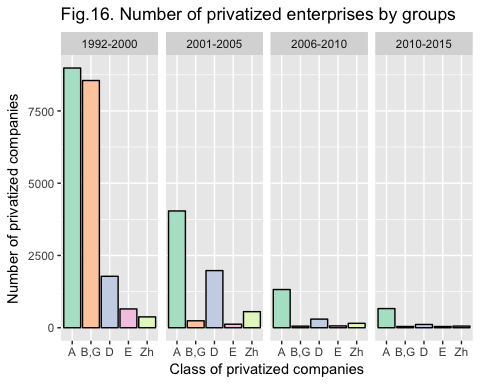 Fig.16. Number of privatized enterprises by groups
1992-2000 2001-2005 2006-2010 2010-2015
Number of privatized companies
7500
5000
2500
0
A B,G D E Zh A B,G D E Zh A B,G D E Zh A B,G D E Zh
Class of privatized companies